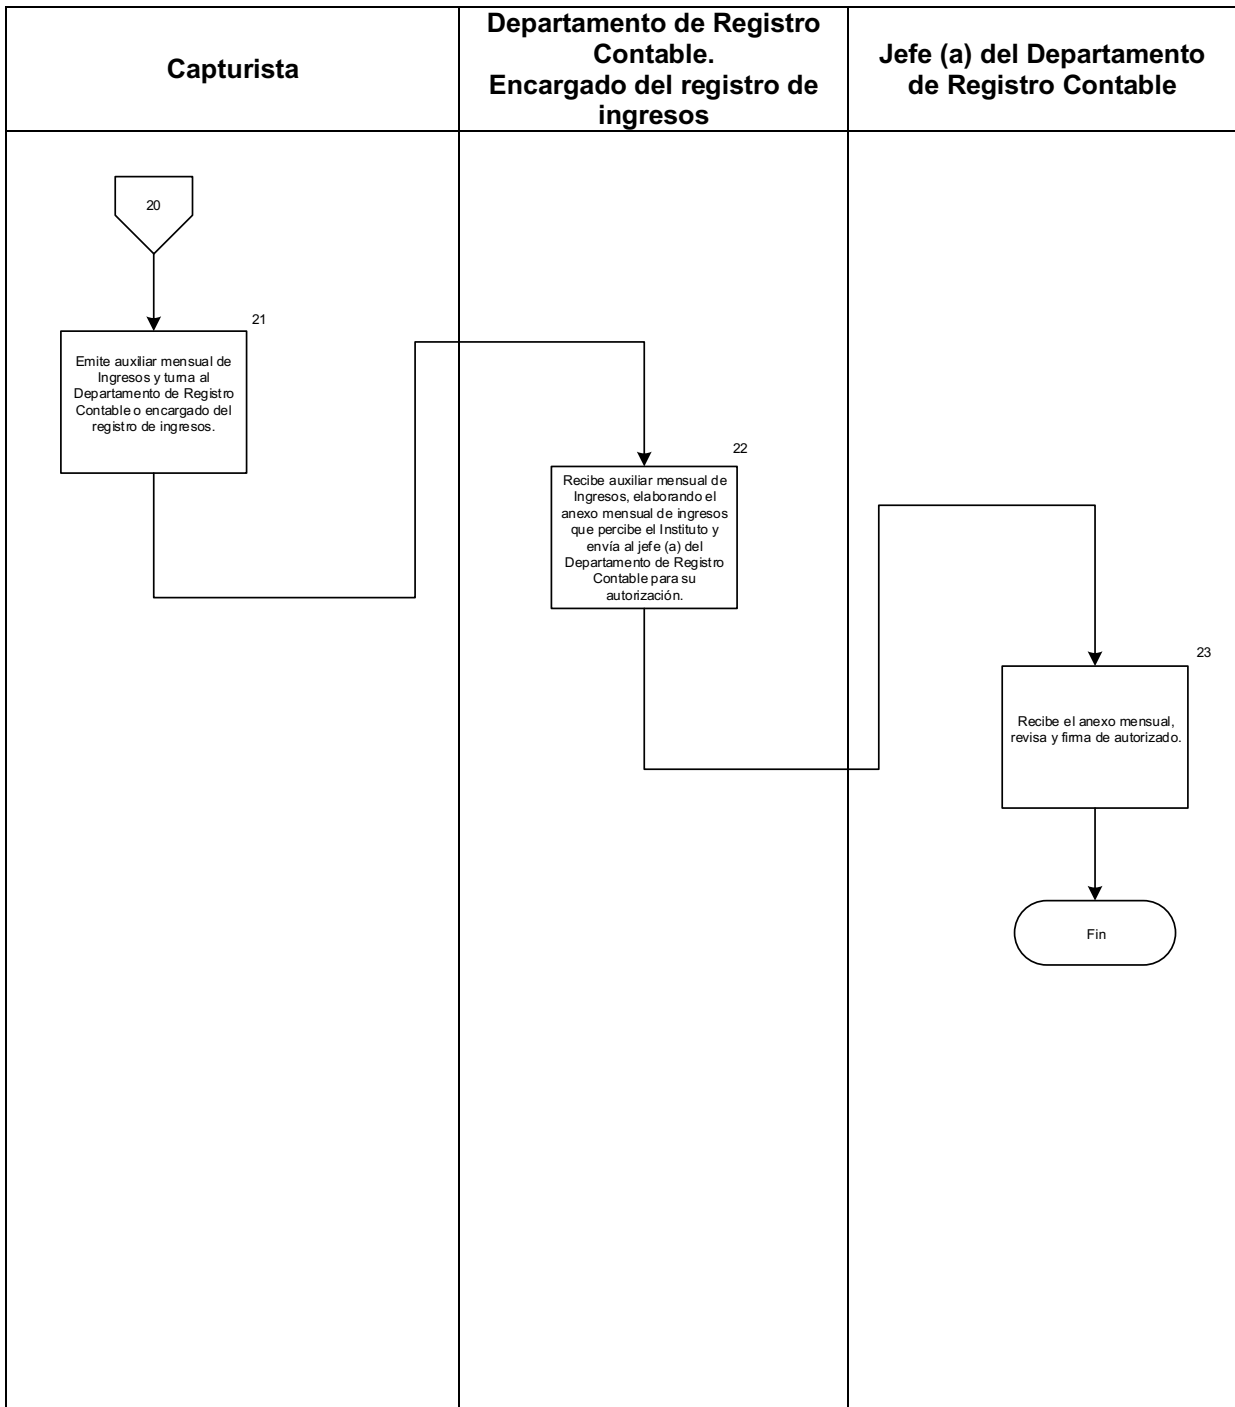 Capturista
Departamento de Registro
Contable.
Encargado del registro de
ingresos
Jefe (a) del Departamento
de Registro Contable
20
21
Emite auxiliar mensual de
Ingresos y turna al
Departamento de Registro
Contable o encargado del
registro de ingresos.
22
Recibe auxiliar mensual de
Ingresos, elaborando el
anexo mensual de ingresos
que percibe el Instituto y
envía al jefe (a) del
Departamento de Registro
Contable para su
autorización.
23
Recibe el anexo mensual,
revisa y firma de autorizado.
Fin